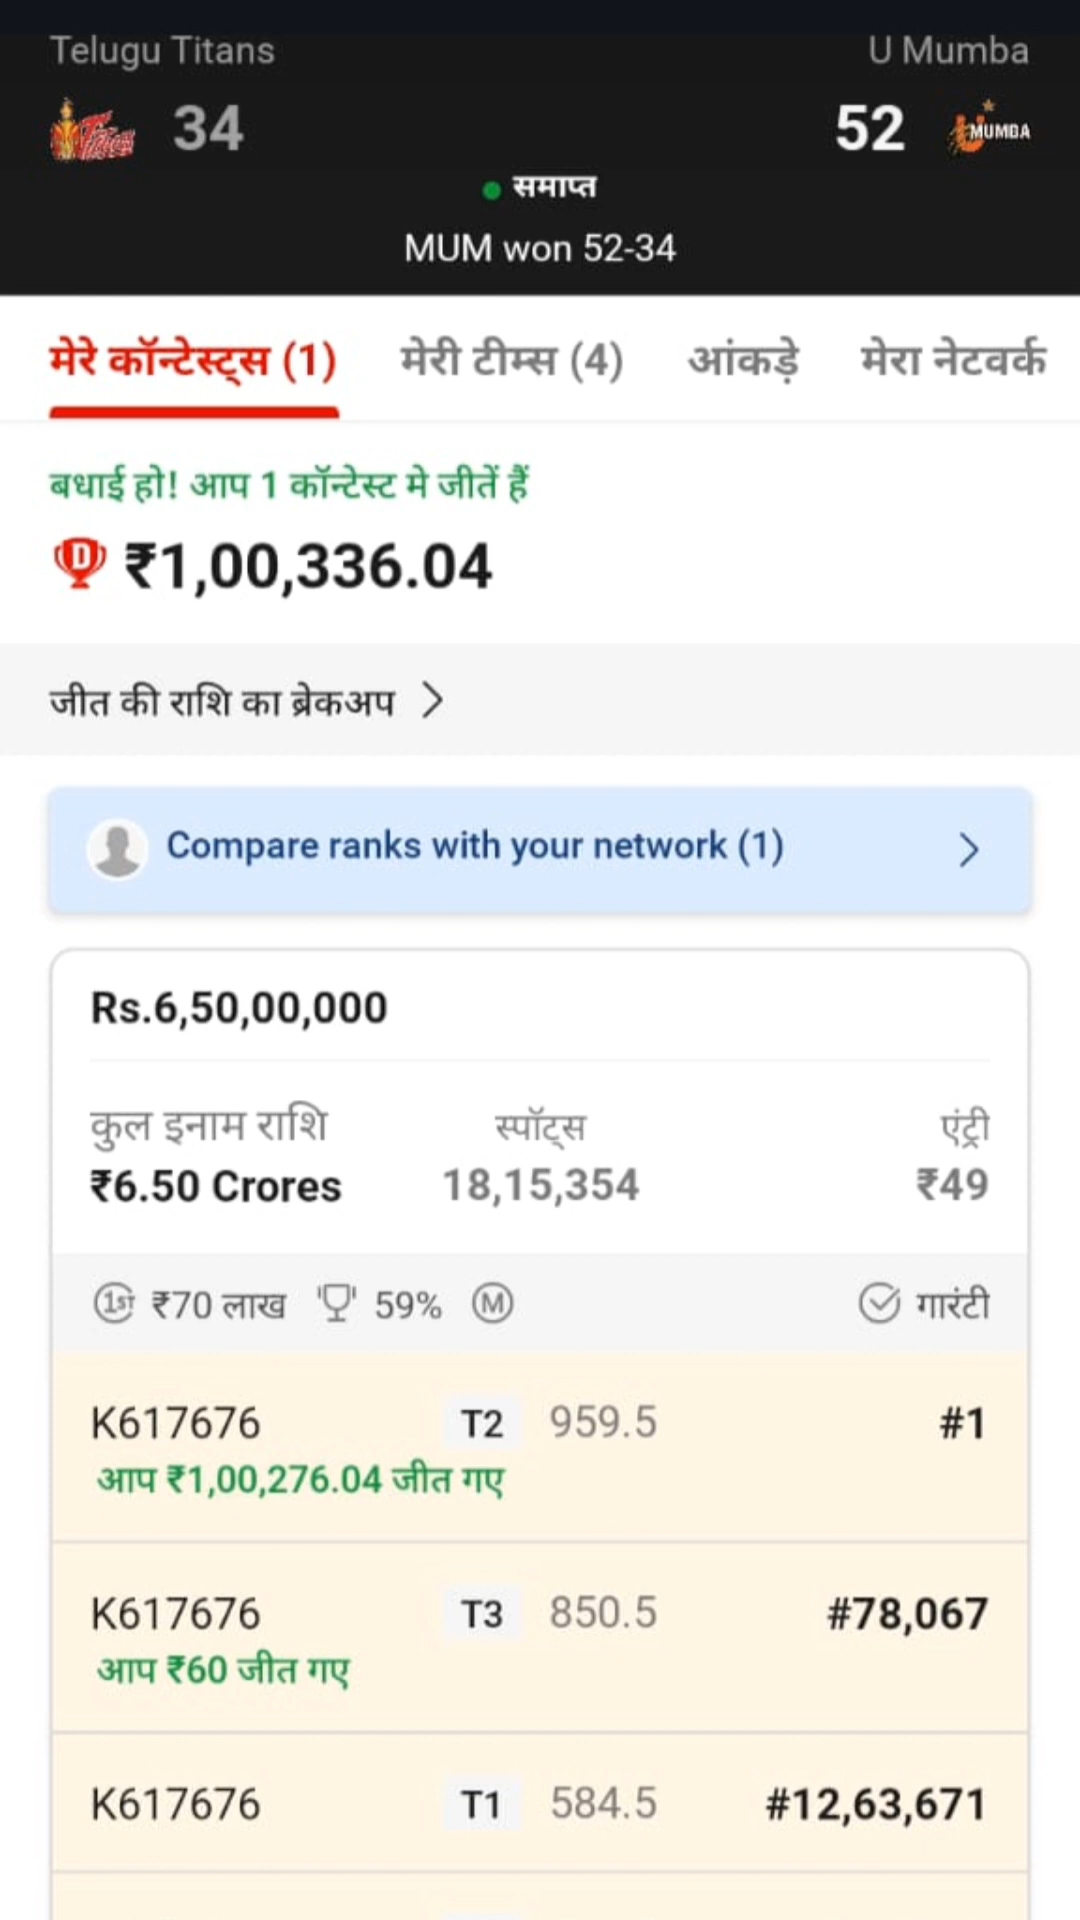 Telugu Titans
U Mumba
34
52
MUMBA
समाप्त
MUM won 52-34
मेरे कॉन्टेस्ट्स (1)
मेरी टीम्स (4)
आंकड़े
मेरा नेटवर्क
बधाई हो! आप 1 कॉन्टेस्ट मे जीतें हैं
D ₹1,00,336.04
जीत की राशि का ब्रेकअप
Compare ranks with your network (1)
Rs.6,50,00,000
कुल इनाम राशि
स्पॉट्स
एंट्री
₹6.50 Crores
18,15,354
₹49
1ST ₹70 लाख
59%
M
गारंटी
K617676
T2
959.5
#1
आप ₹1,00,276.04 जीत गए
K617676
T3
850.5
#78,067
आप ₹60 जीत गए
K617676
T1
584.5
#12,63,671